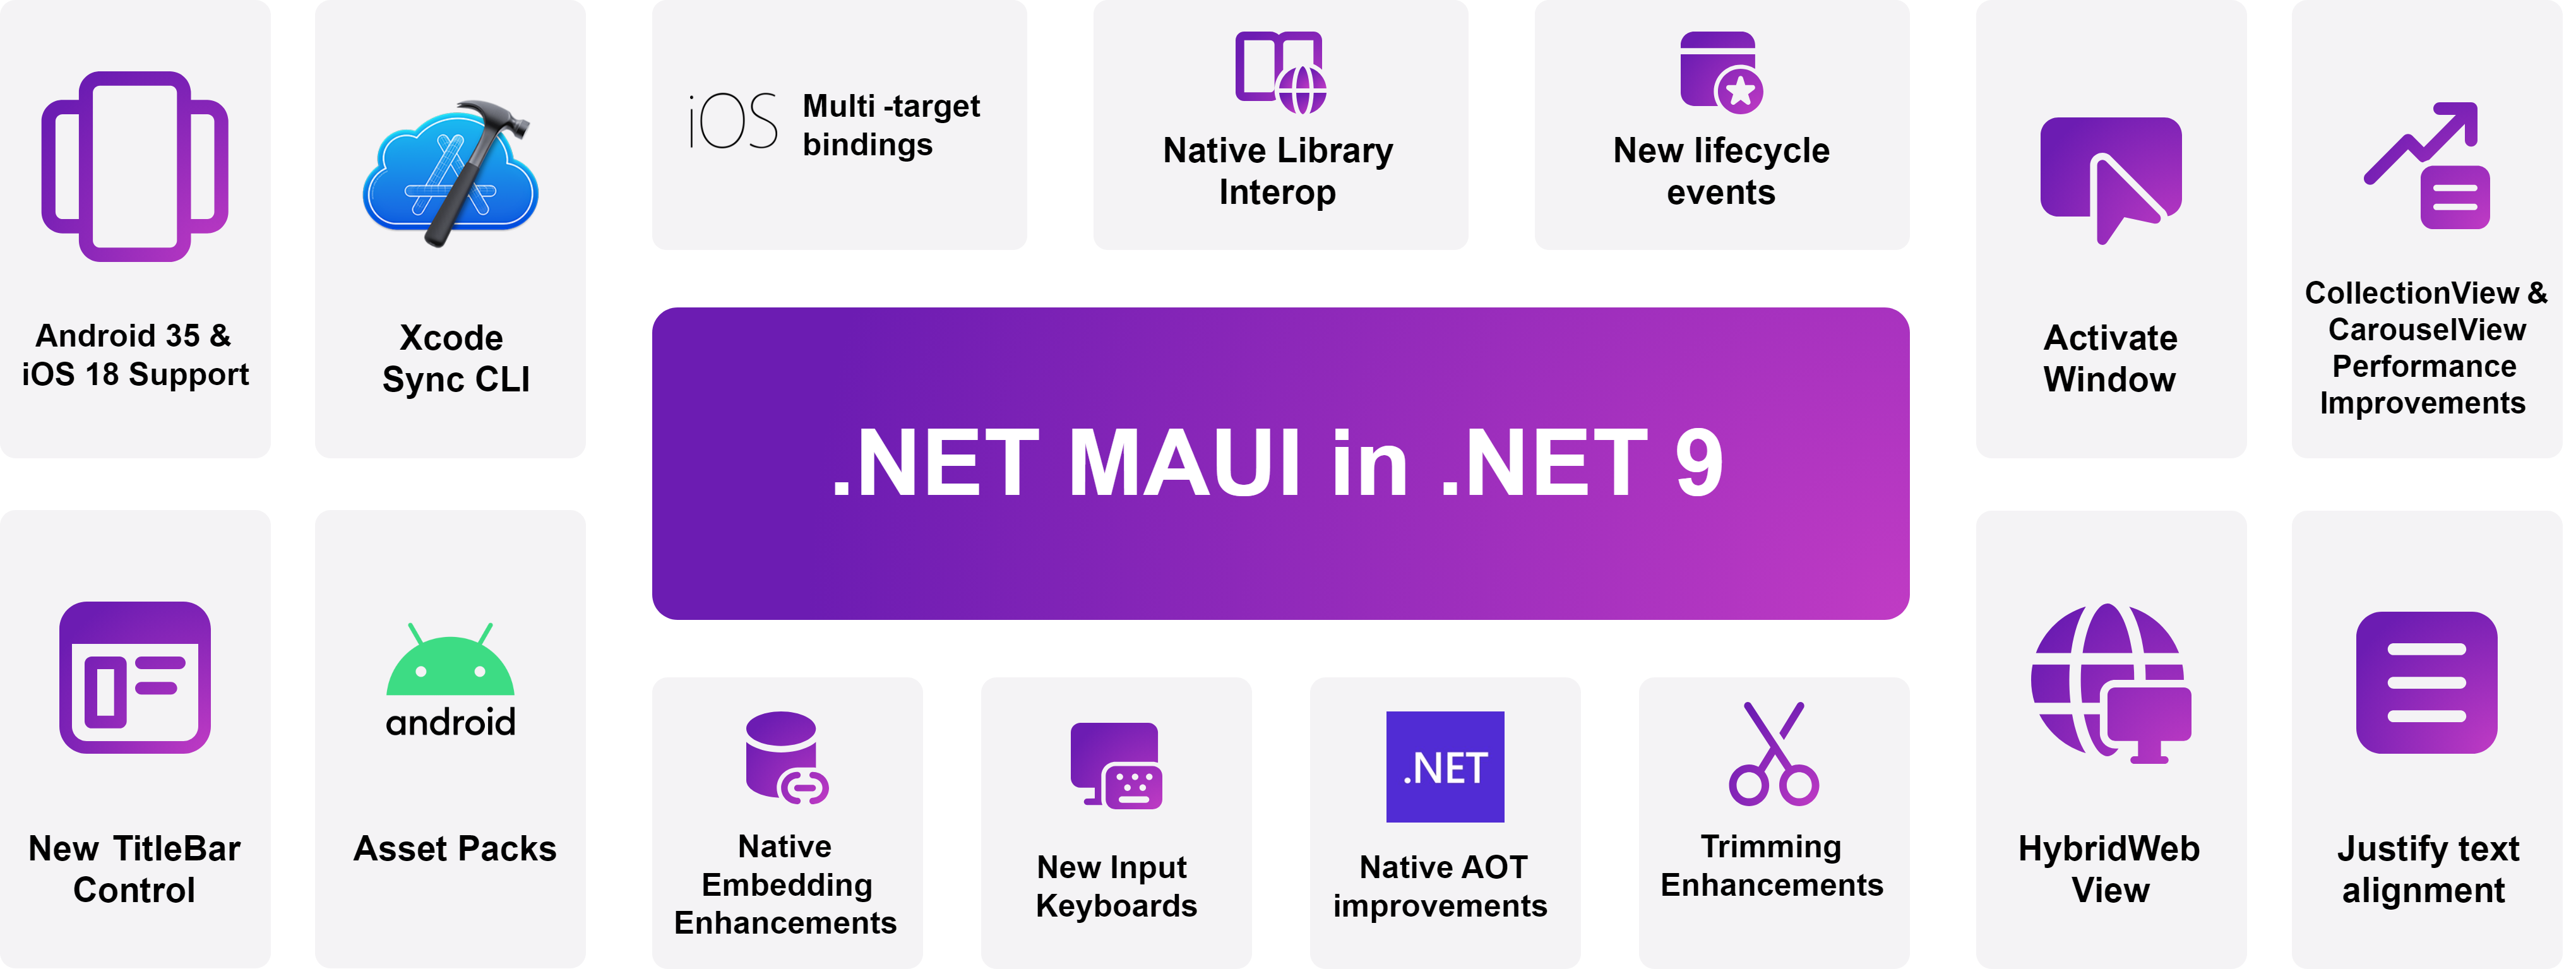 Android 35 &
iOS 18 Support
Xcode
Sync CLI
iOS
Multi -target
bindings
Native Library
Interop
New lifecycle
events
Activate
Window
CollectionView &
CarouselView
Performance
Improvements
.NET MAUI in .NET 9
New TitleBar
Control
android
Asset Packs
Native
Embedding
Enhancements
New Input
Keyboards
.NET
Native AOT
improvements
Trimming
Enhancements
HybridWeb
View
Justify text
alignment